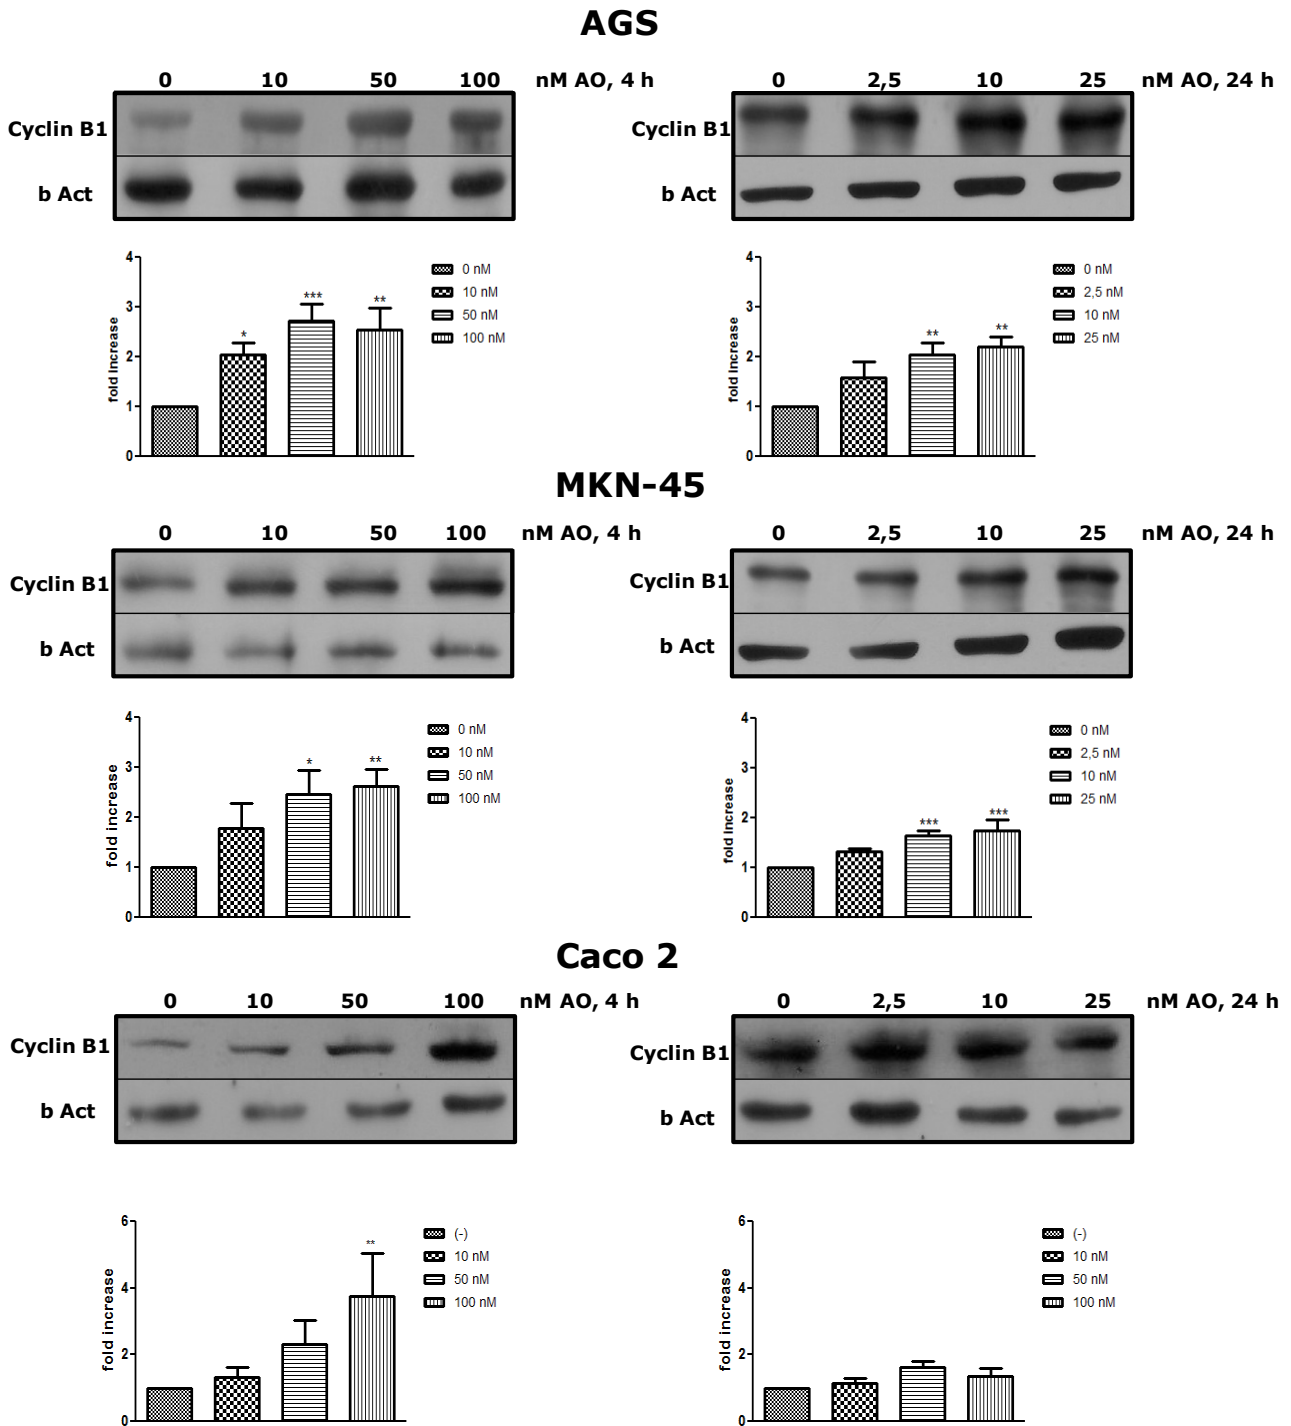 AGS
0 10 50 100 nM AO, 4 h
Cyclin B1
b Act
0 2,5 10 25 nM AO, 24 h
Cyclin B1
b Act
4
3
2
1
0
fold Increase
* *** **
0 nM
10 nM
50 nM
100 nM
4
3
2
1
0
fold Increase
** **
0 nM
2,5 nM
10 nM
25 nM
MKN-45
0 10 50 100 nM AO, 4 h
Cyclin B1
b Act
0 2,5 10 25 nM AO, 24 h
Cyclin B1
b Act
4
3
2
1
0
fold increase
* **
0 nM
10 nM
50 nM
100 nM
4
3
2
1
0
fold Increase
*** ***
0 nM
2,5 nM
10 nM
25 nM
Caco 2
0 10 50 100 nM AO, 4 h
Cyclin B1
b Act
0 2,5 10 25 nM AO, 24 h
Cyclin B1
b Act
6
4
2
0
fold increase
**
(-)
10 nM
50 nM
100 nM
6
4
2
0
fold increase
(-)
10 nM
50 nM
100 nM